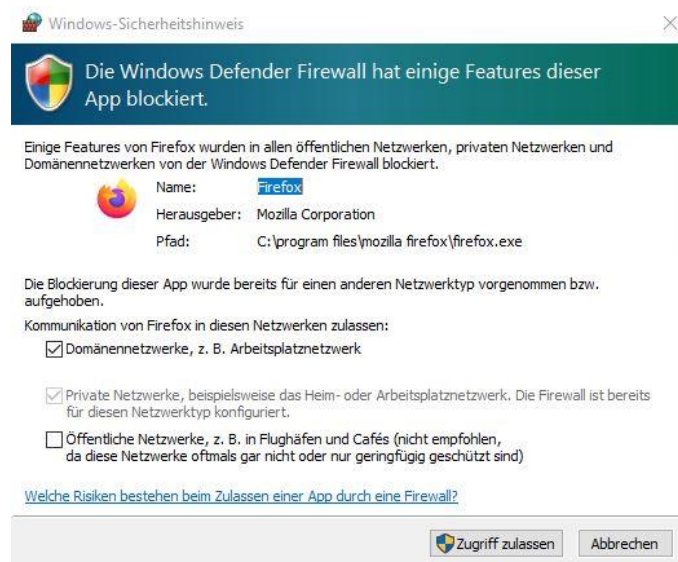 Windows-Sicherheitshinweis
Die Windows Defender Firewall hat einige Features dieser
App blockiert.
Einige Features von Firefox wurden in allen öffentlichen Netzwerken, privaten Netzwerken und
Domänennetzwerken von der Windows Defender Firewall blockiert.
Name: Firefox
Herausgeber: Mozilla Corporation
Pfad: C:\program files\mozilla firefox\firefox.exe
Die Blockierung dieser App wurde bereits für einen anderen Netzwerktyp vorgenommen bzw.
aufgehoben.
Kommunikation von Firefox in diesen Netzwerken zulassen:
Domänennetzwerke, z. B. Arbeitsplatznetzwerk
Private Netzwerke, beispielsweise das Heim- oder Arbeitsplatznetzwerk. Die Firewall ist bereits
für diesen Netzwerktyp konfiguriert.
Öffentliche Netzwerke, z. B. in Flughäfen und Cafés (nicht empfohlen,
da diese Netzwerke oftmals gar nicht oder nur geringfügig geschützt sind)
Welche Risiken bestehen beim Zulassen einer App durch eine Firewall?
Zugriff zulassen Abbrechen